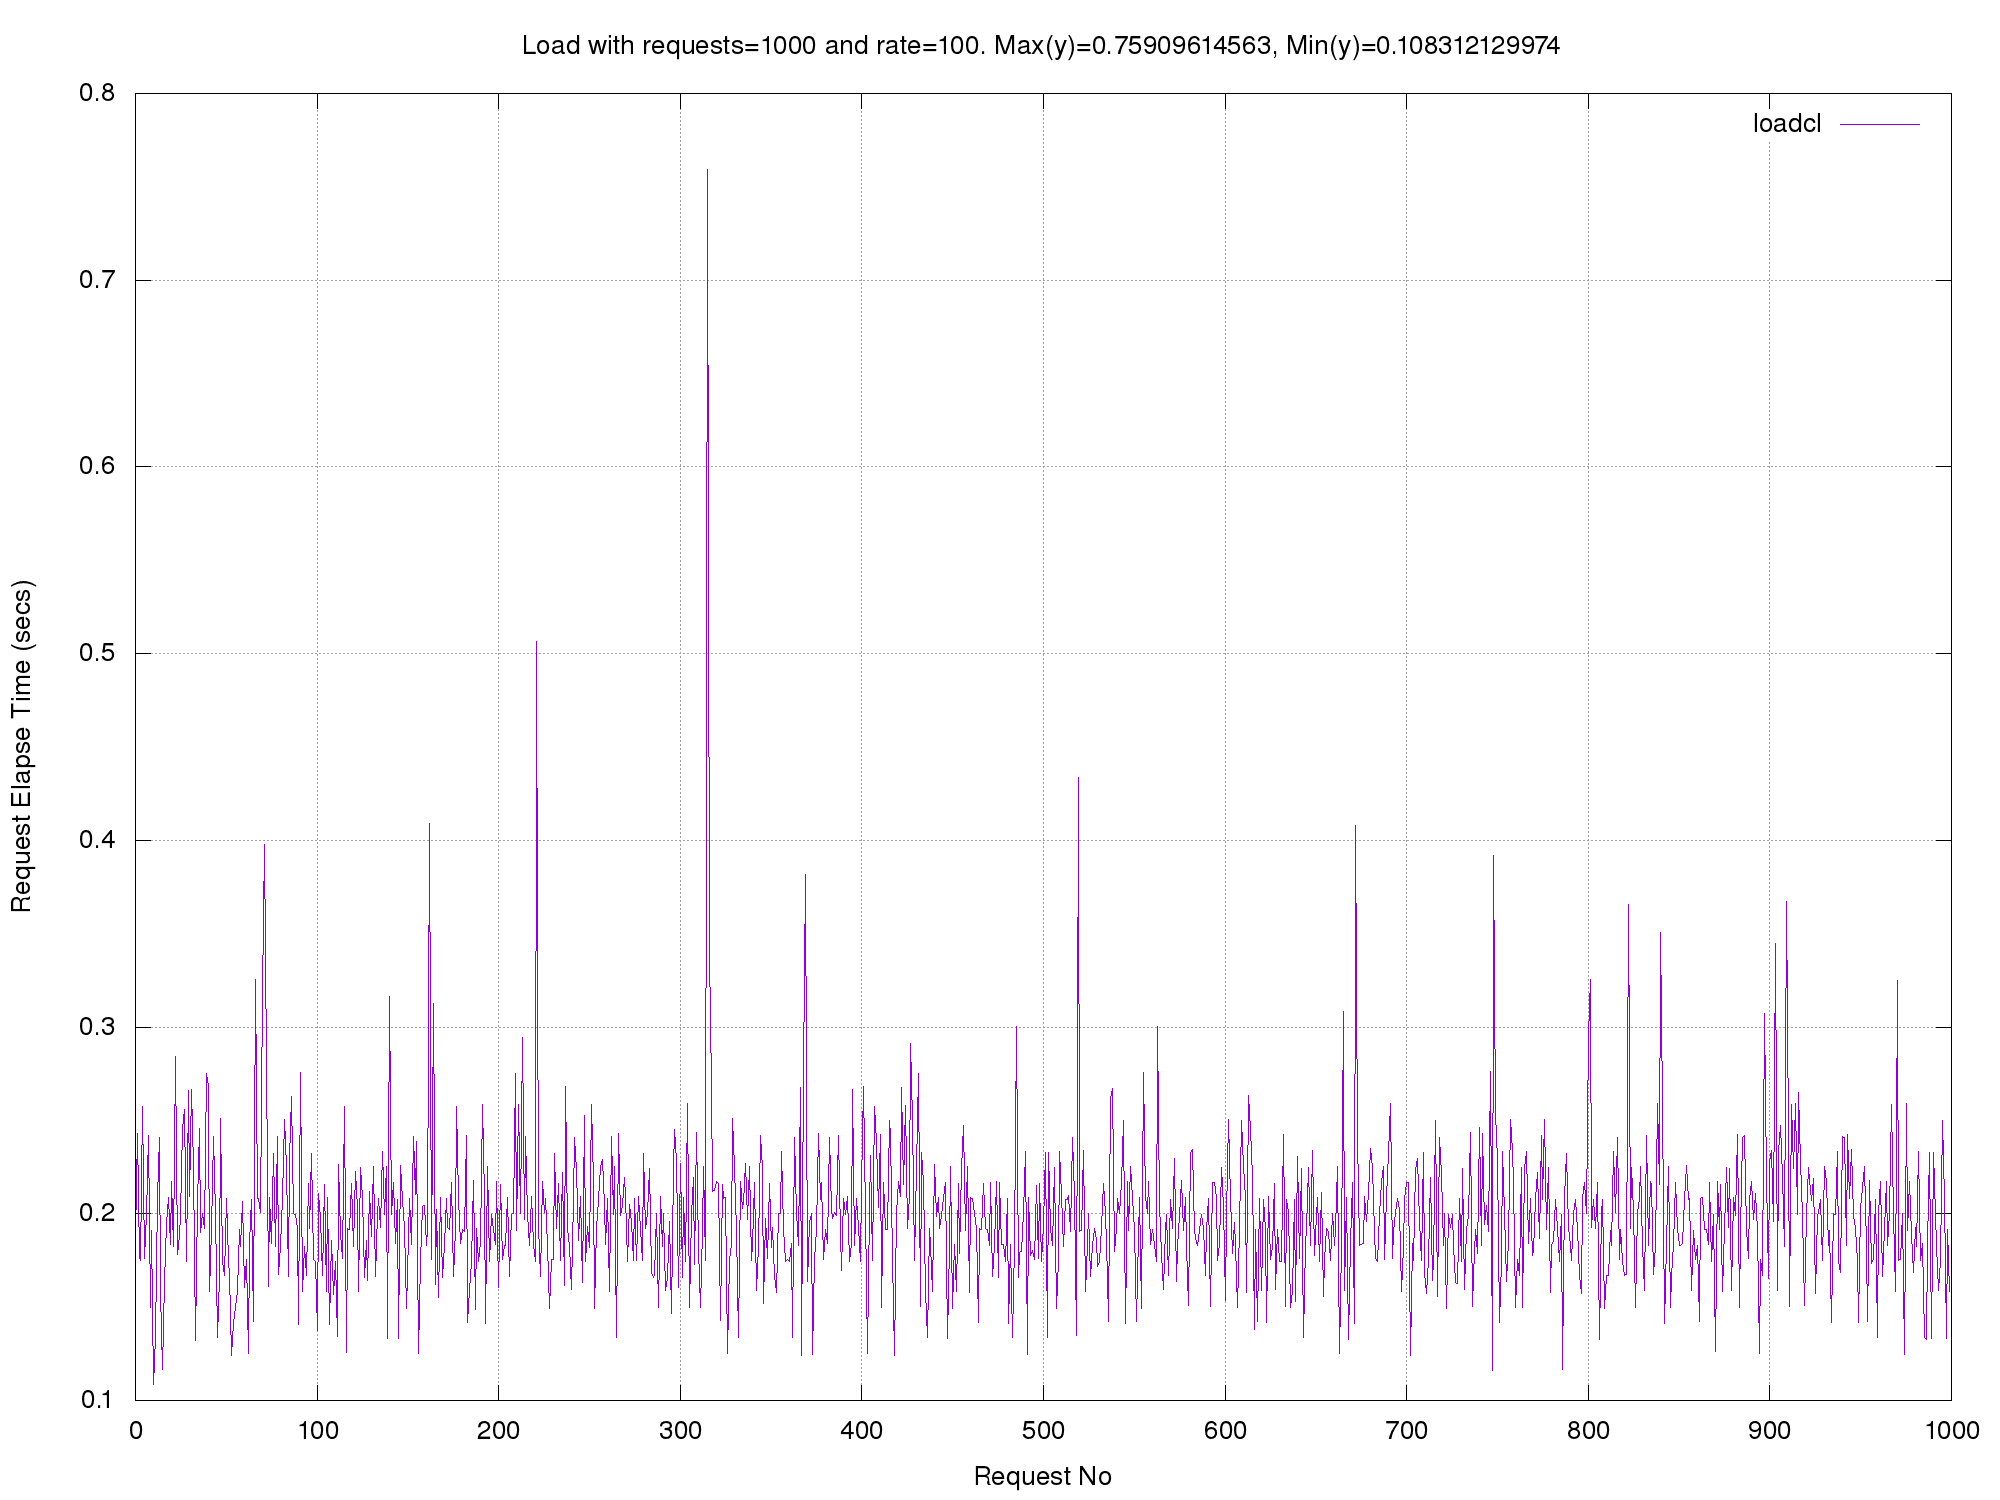 Load with requests=1000 and rate=100. Max(y)=0.75909614563, Min(y)=0.108312129974
loadcl
0.8
0.7
0.6
0.5
0.4
0.3
0.2
0.1
Request Elapse Time (secs)
0 100 200 300 400 500 600 700 800 900 1000
Request No